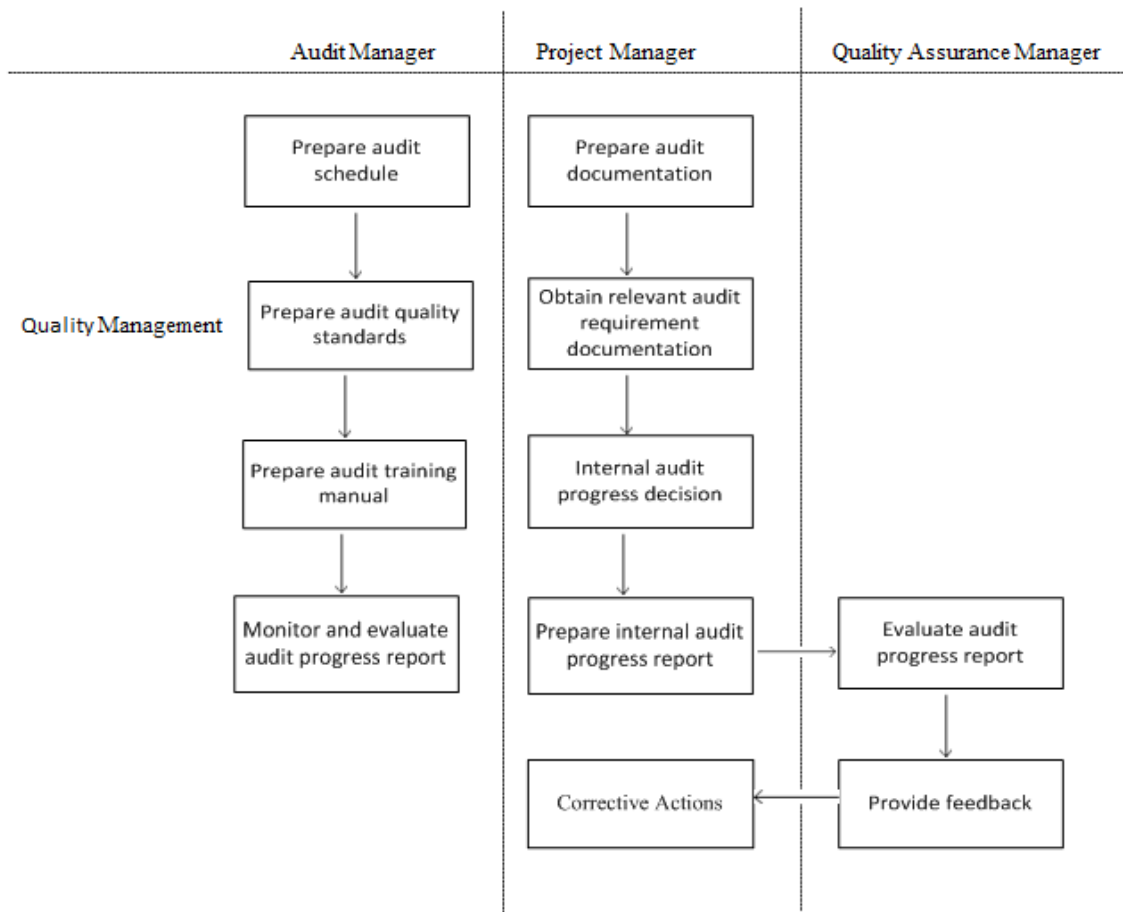 Audit Manager
Project Manager
Quality Assurance Manager
Quality Management
Prepare audit
schedule
Prepare audit quality
standards
Prepare audit training
manual
Monitor and evaluate
audit progress report
Prepare audit
documentation
Obtain relevant audit
requirement
documentation
Internal audit
progress decision
Prepare internal audit
progress report
Corrective Actions
Evaluate audit
progress report
Provide feedback